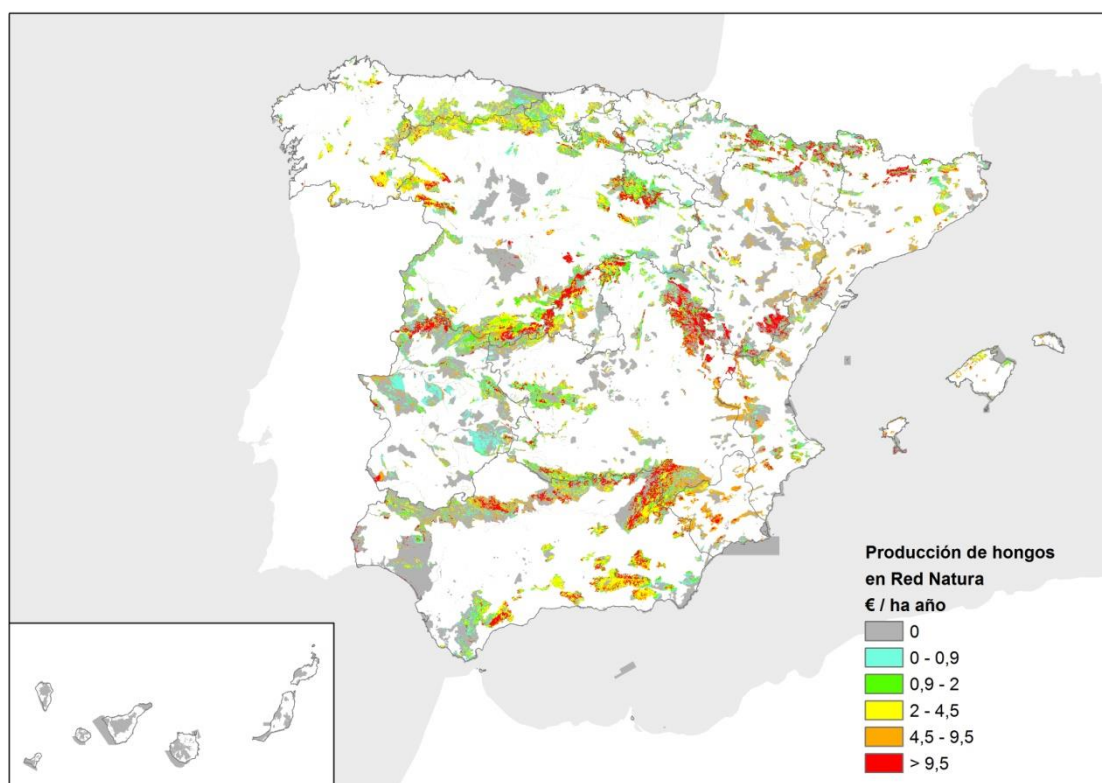 Producción de hongos
en Red Natura
€ / ha año
0
0 - 0,9
0,9 - 2
2 - 4,5
4,5 - 9,5
> 9,5